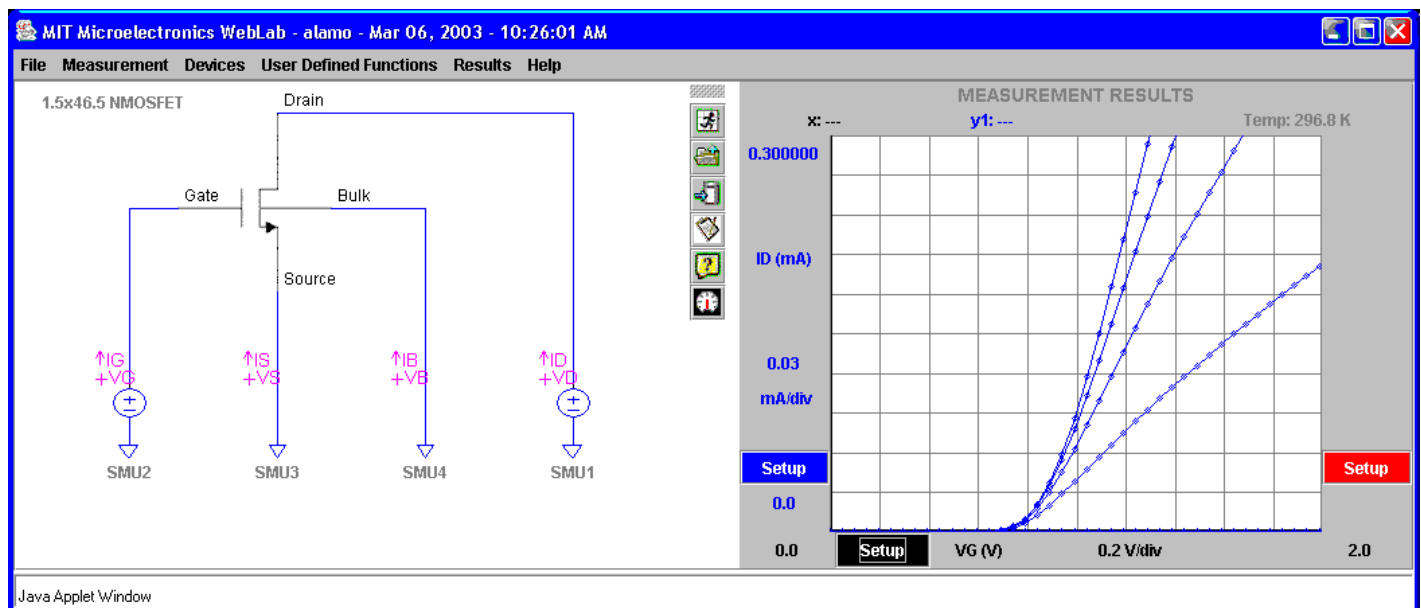 MIT Microelectronics WebLab - alamo - Mar 06, 2003 - 10:26:01 AM
File Measurement Devices User Defined Functions Results Help
1.5x46.5 NMOSFET
Drain
Gate
Bulk
Source
↑IG
+VG
↑IS
+VS
↑IB
+VB
↑ID
+VD
SMU2
SMU3
SMU4
SMU1
MEASUREMENT RESULTS
x: ---
y1: ---
Temp: 296.8 K
0.300000
ID (mA)
0.03
mA/div
Setup
0.0
Setup
0.0
Setup
VG (V)
0.2 V/div
2.0
Java Applet Window